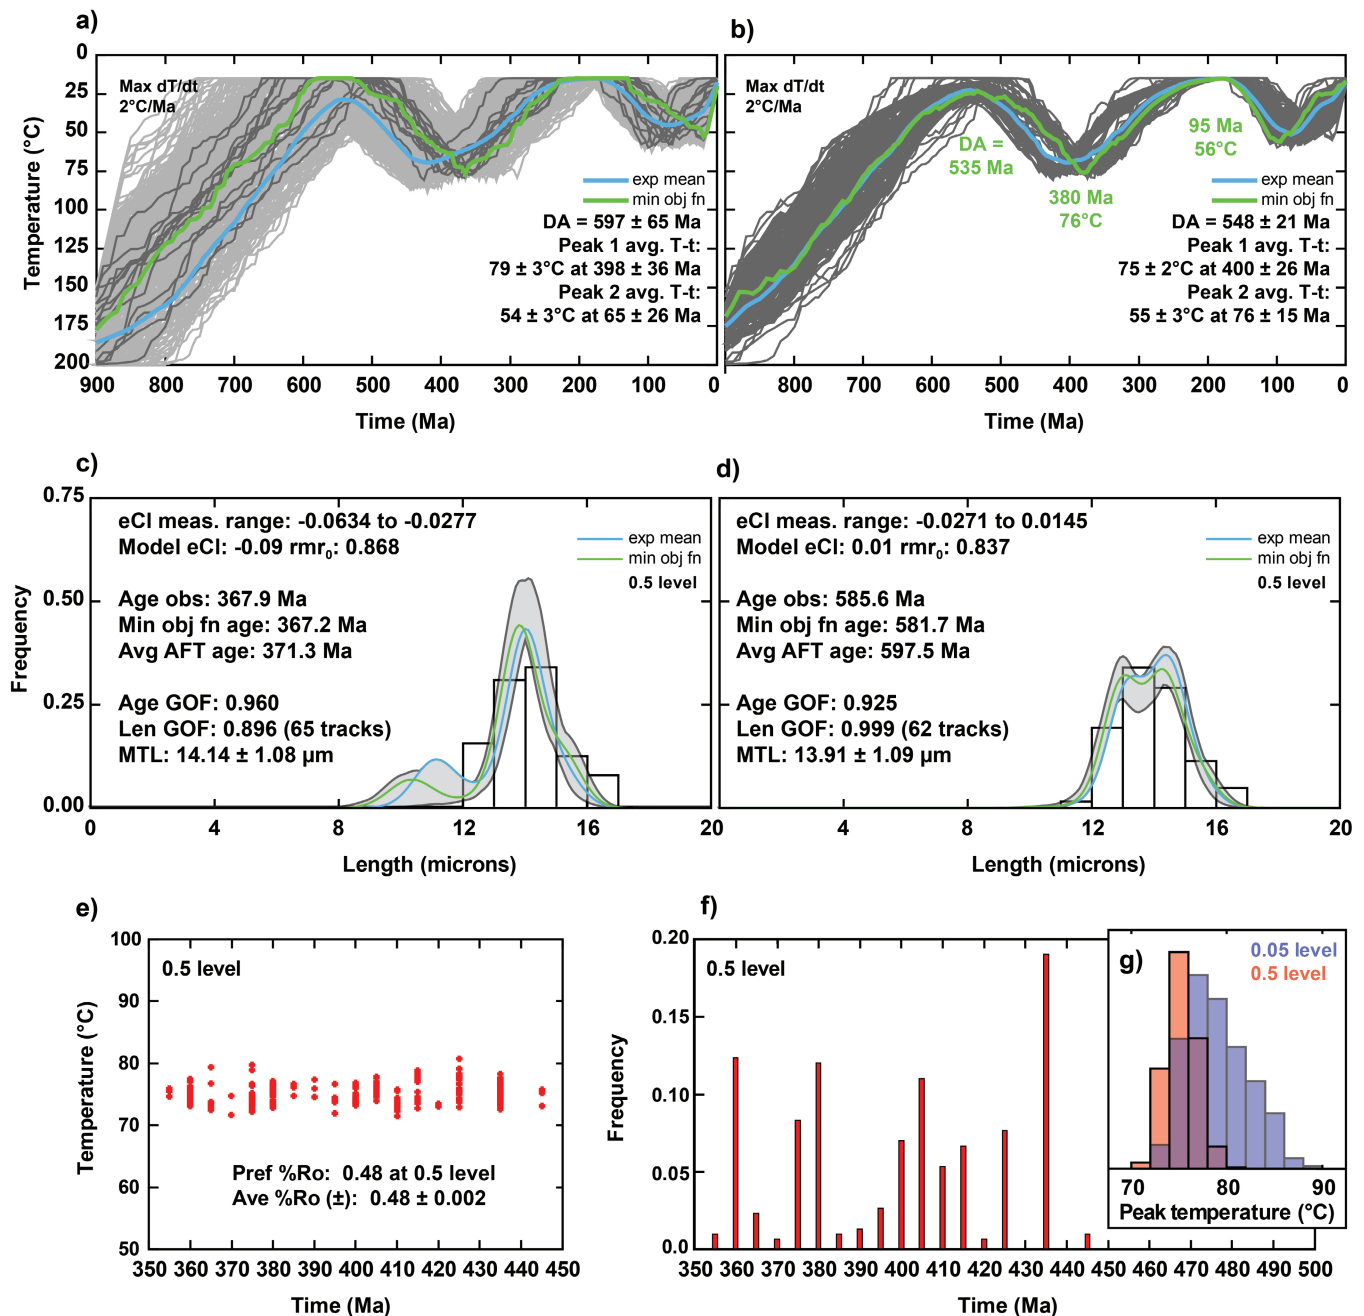 a)
0
25
50
75
100
125
150
175
200
Temperature (°C)
Max dT/dt
2°C/Ma
exp mean
min obj fn
DA = 597 ± 65 Ma
Peak 1 avg. T-t:
79 ± 3°C at 398 ± 36 Ma
Peak 2 avg. T-t:
54 ± 3°C at 65 ± 26 Ma
900 800 700 600 500 400 300 200 100 0
Time (Ma)
b)
Max dT/dt
2°C/Ma
DA =
535 Ma
380 Ma
76°C
95 Ma
56°C
exp mean
min obj fn
DA = 548 ± 21 Ma
Peak 1 avg. T-t:
75 ± 2°C at 400 ± 26 Ma
Peak 2 avg. T-t:
55 ± 3°C at 76 ± 15 Ma
800 700 600 500 400 300 200 100 0
Time (Ma)
c)
0.75
0.50
0.25
0.00
Frequency
eCl meas. range: -0.0634 to -0.0277
Model eCl: -0.09 rmr₀: 0.868
exp mean
min obj fn
0.5 level
Age obs: 367.9 Ma
Min obj fn age: 367.2 Ma
Avg AFT age: 371.3 Ma
Age GOF: 0.960
Len GOF: 0.896 (65 tracks)
MTL: 14.14 ± 1.08 µm
0 4 8 12 16 20
Length (microns)
d)
eCl meas. range: -0.0271 to 0.0145
Model eCl: 0.01 rmr₀: 0.837
exp mean
min obj fn
0.5 level
Age obs: 585.6 Ma
Min obj fn age: 581.7 Ma
Avg AFT age: 597.5 Ma
Age GOF: 0.925
Len GOF: 0.999 (62 tracks)
MTL: 13.91 ± 1.09 µm
4 8 12 16 20
Length (microns)
e)
100
90
80
70
60
50
Temperature (°C)
0.5 level
Pref %Ro: 0.48 at 0.5 level
Ave %Ro (±): 0.48 ± 0.002
350 360 370 380 390 400 410 420 430 440 450
Time (Ma)
f)
0.20
0.15
0.10
0.05
0.0
Frequency
0.5 level
350 360 370 380 390 400 410 420 430 440 450 460 470 480 490 500
Time (Ma)
g)
0.05 level
0.5 level
70 80 90
Peak temperature (°C)